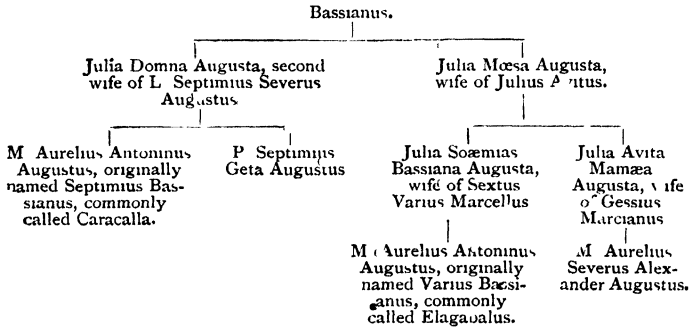 Bassianus.
Julia Domna Augusta, second
wife of L Septimius Severus
Augustus
Julia Mœsa Augusta,
wife of Julius Avitus.
M Aurelius Antoninus
Augustus, originally
named Septimius Bas-
sianus, commonly
called Caracalla.
P Septimius
Geta Augustus
Julia Soæmias
Bassiana Augusta,
wife of Sextus
Varius Marcellus
Julia Avita
Mamæa
Augusta, wife
of Gessius
Marcianus
M Aurelius Antoninus
Augustus, originally
named Varius Bassi-
anus, commonly
called Elagabalus.
M Aurelius
Severus Alex-
ander Augustus.